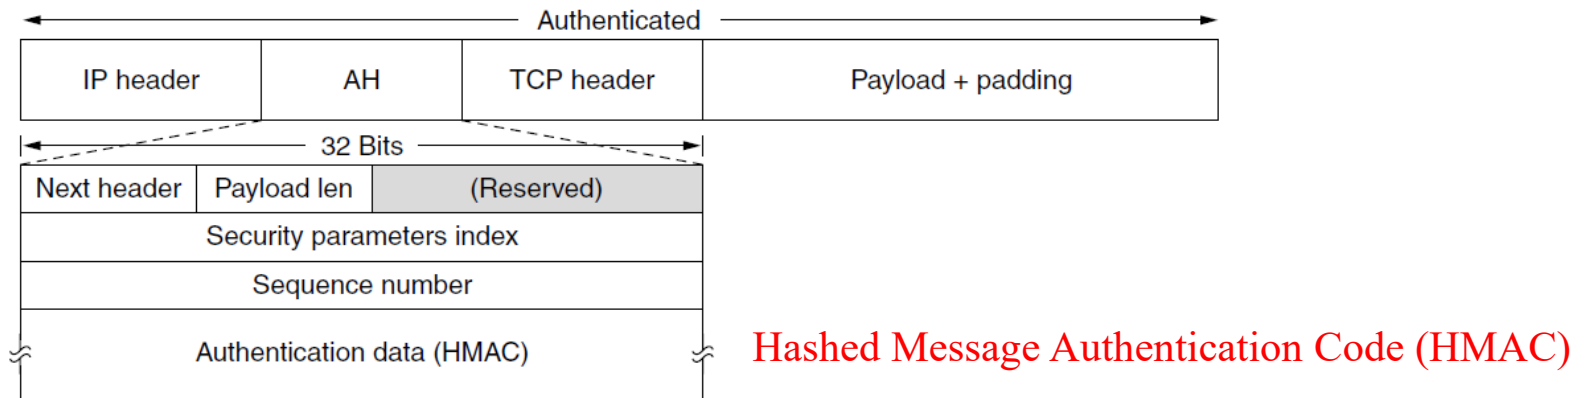 Authenticated
IP header AH TCP header Payload + padding
32 Bits
Next header Payload len (Reserved)
Security parameters index
Sequence number
Authentication data (HMAC) Hashed Message Authentication Code (HMAC)